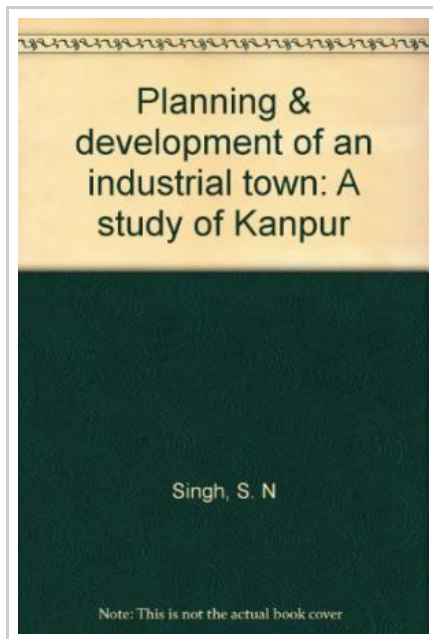 Planning &
development of an
industrial town: A
study of Kanpur
Singh, S. N
Note: This is not the actual book cover